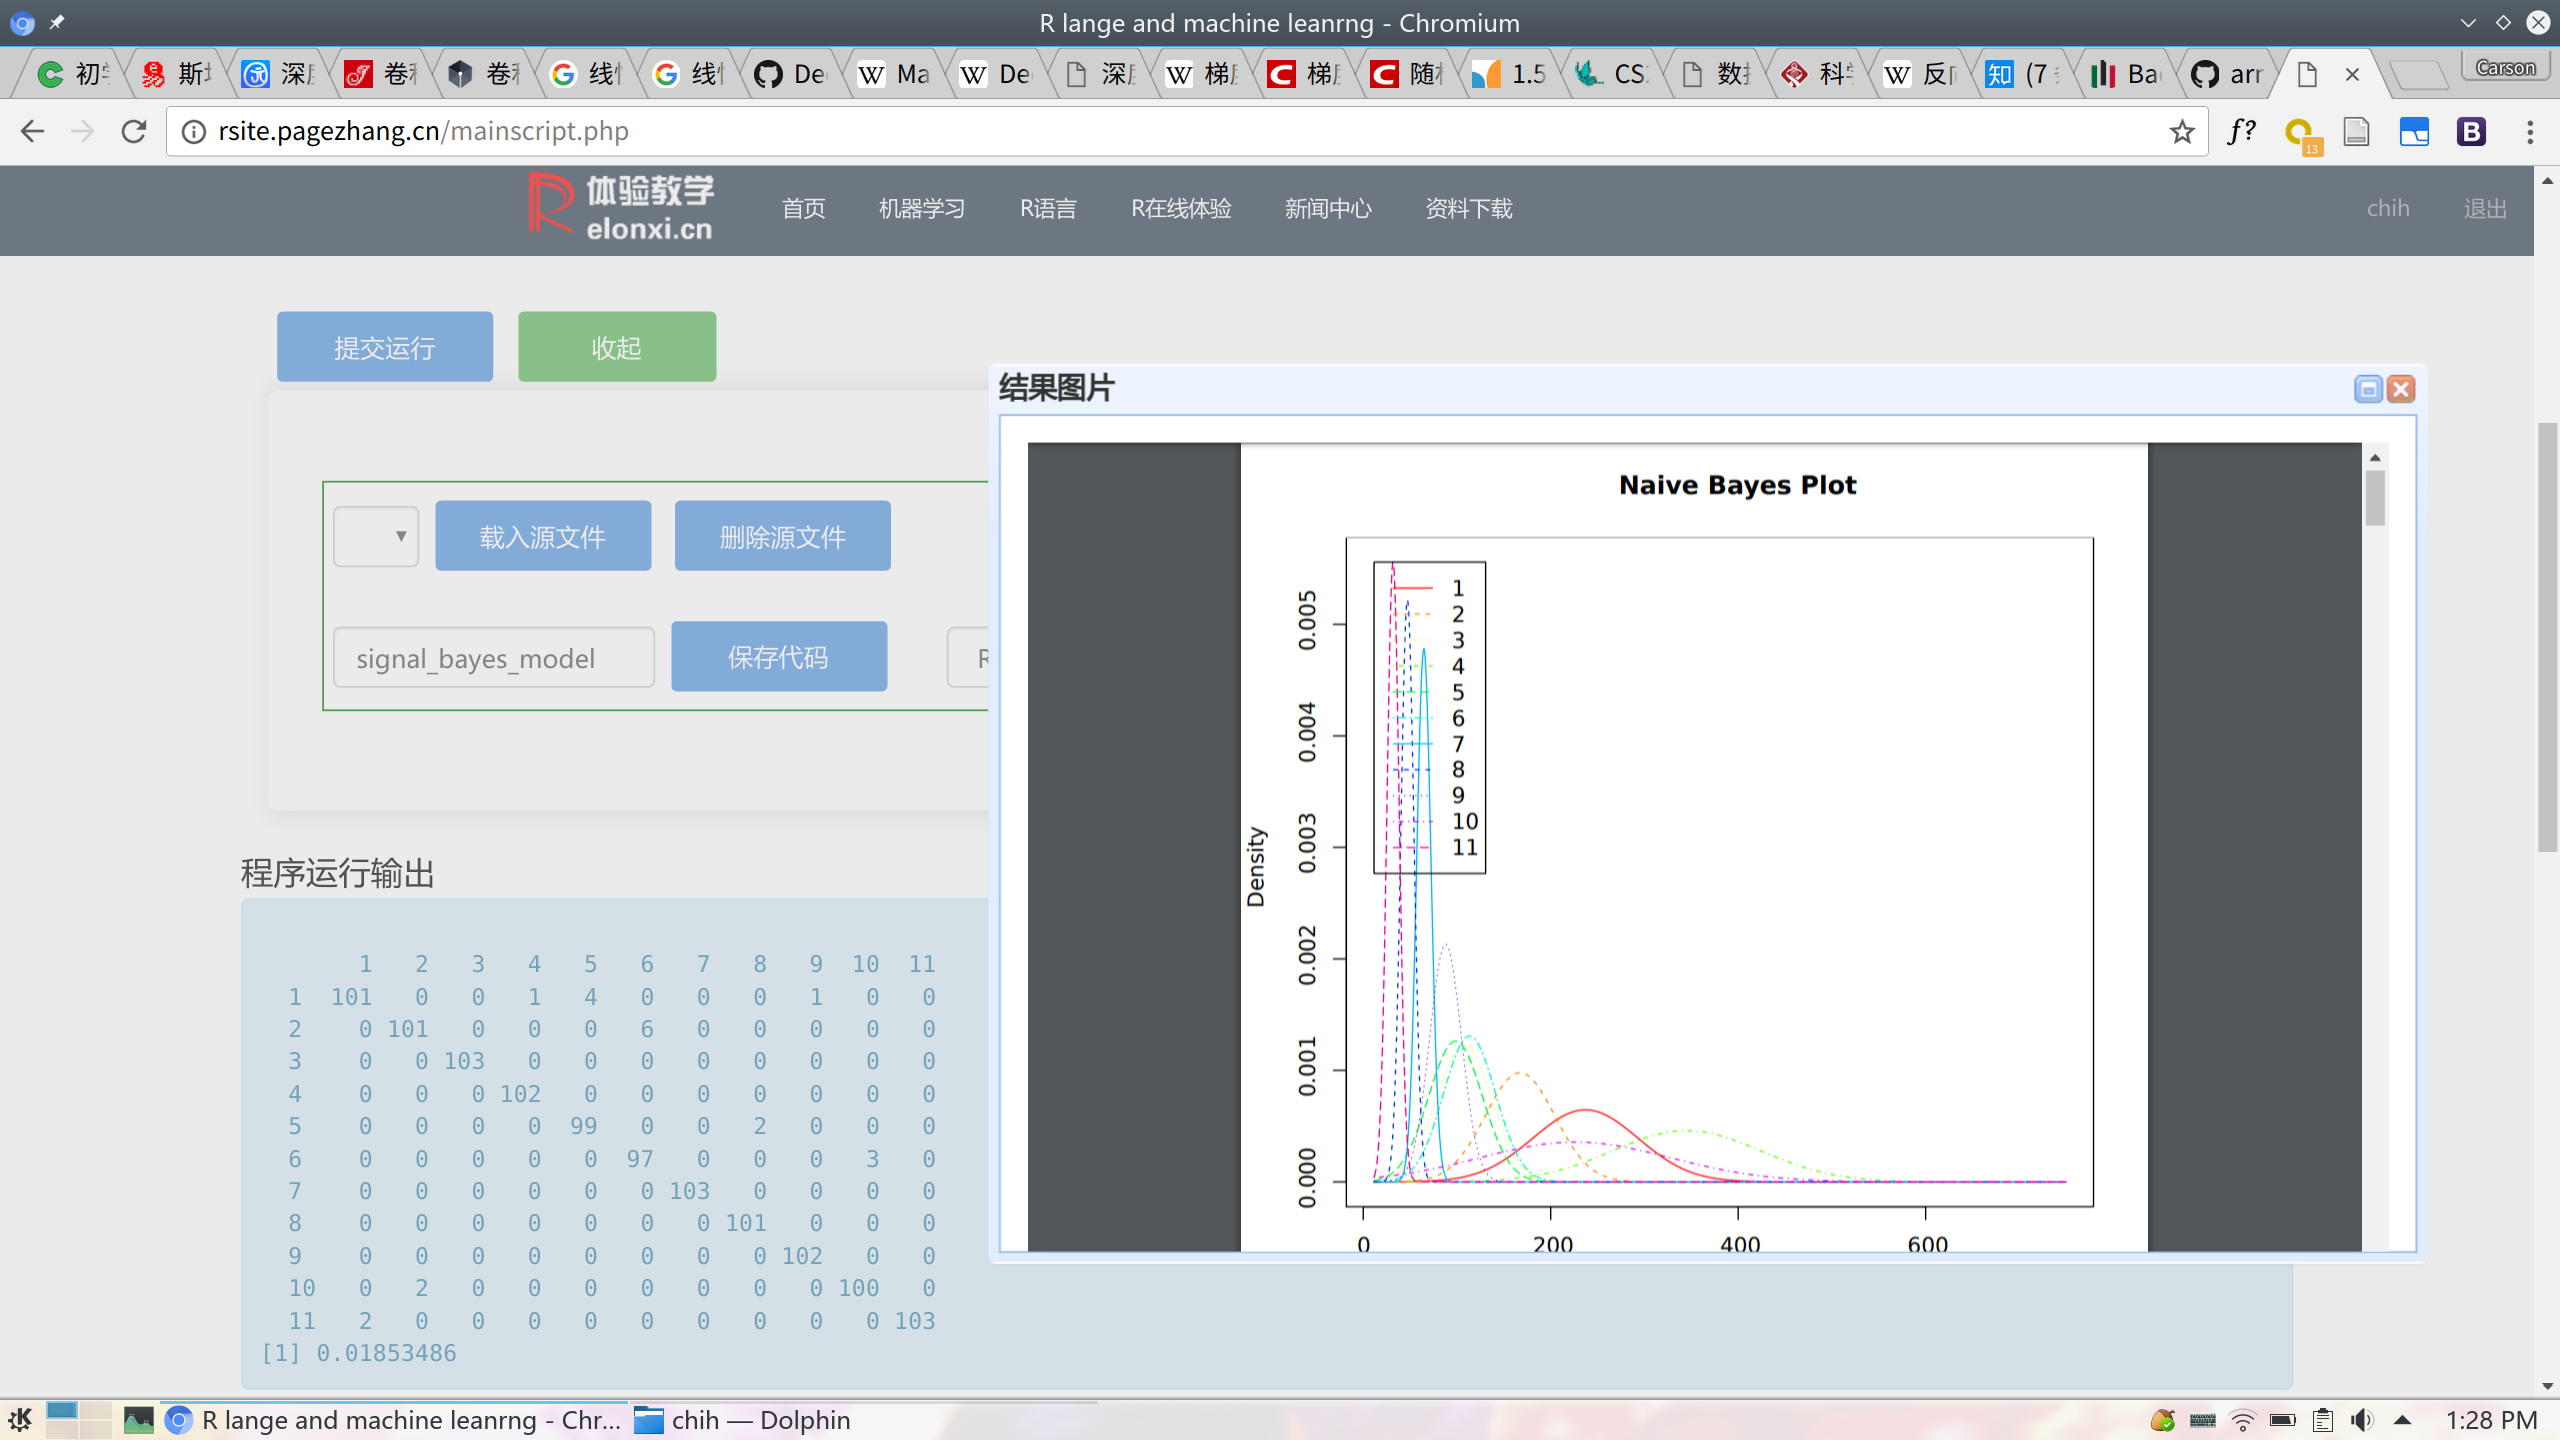 R lange and machine leanrng - Chromium
初
斯
深
卷
卷
线
线
De
Ma
De
深
梯
梯
随
1.5
CS
数
科
反
(7
Ba
arr
Carson
rsite.pagezhang.cn/mainscript.php
f?
13
B
R 体验教学
elonxi.cn
首页
机器学习
R语言
R在线体验
新闻中心
资料下载
chih
退出
提交运行
收起
载入源文件
删除源文件
signal_bayes_model
保存代码
R
结果图片
Naive Bayes Plot
1
2
3
4
5
6
7
8
9
10
11
Density
0.005
0.004
0.003
0.002
0.001
0.000
0 200 400 600
程序运行输出
1 2 3 4 5 6 7 8 9 10 11
1 101 0 0 1 4 0 0 0 1 0 0
2 0 101 0 0 0 6 0 0 0 0 0
3 0 0 103 0 0 0 0 0 0 0 0
4 0 0 0 102 0 0 0 0 0 0 0
5 0 0 0 0 99 0 0 2 0 0 0
6 0 0 0 0 0 97 0 0 0 3 0
7 0 0 0 0 0 0 103 0 0 0 0
8 0 0 0 0 0 0 0 101 0 0 0
9 0 0 0 0 0 0 0 0 102 0 0
10 0 2 0 0 0 0 0 0 0 100 0
11 2 0 0 0 0 0 0 0 0 0 103
[1] 0.01853486
R lange and machine leanrng - Chr...
chih — Dolphin
1:28 PM